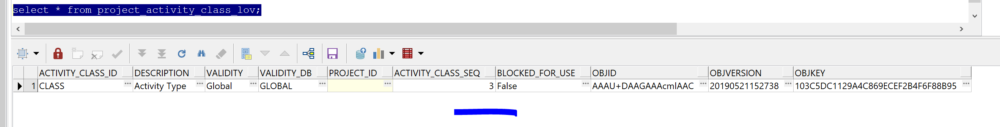 select * from project_activity_class_lov;
ACTIVITY_CLASS_ID DESCRIPTION VALIDITY VALIDITY_DB PROJECT_ID ACTIVITY_CLASS_SEQ BLOCKED_FOR_USE OBJID OBJVERSION OBJKEY
1 CLASS Activity Type Global GLOBAL 3 False AAAU+DAAGAAAcmlAAC 20190521152738 103C5DC1129A4C869ECEF2B4F6F88B95